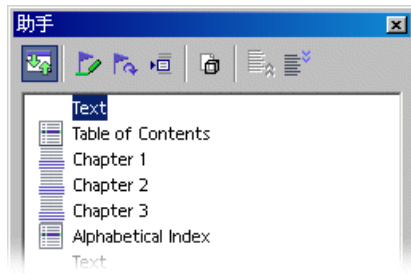 助手
Text
Table of Contents
Chapter 1
Chapter 2
Chapter 3
Alphabetical Index
Text